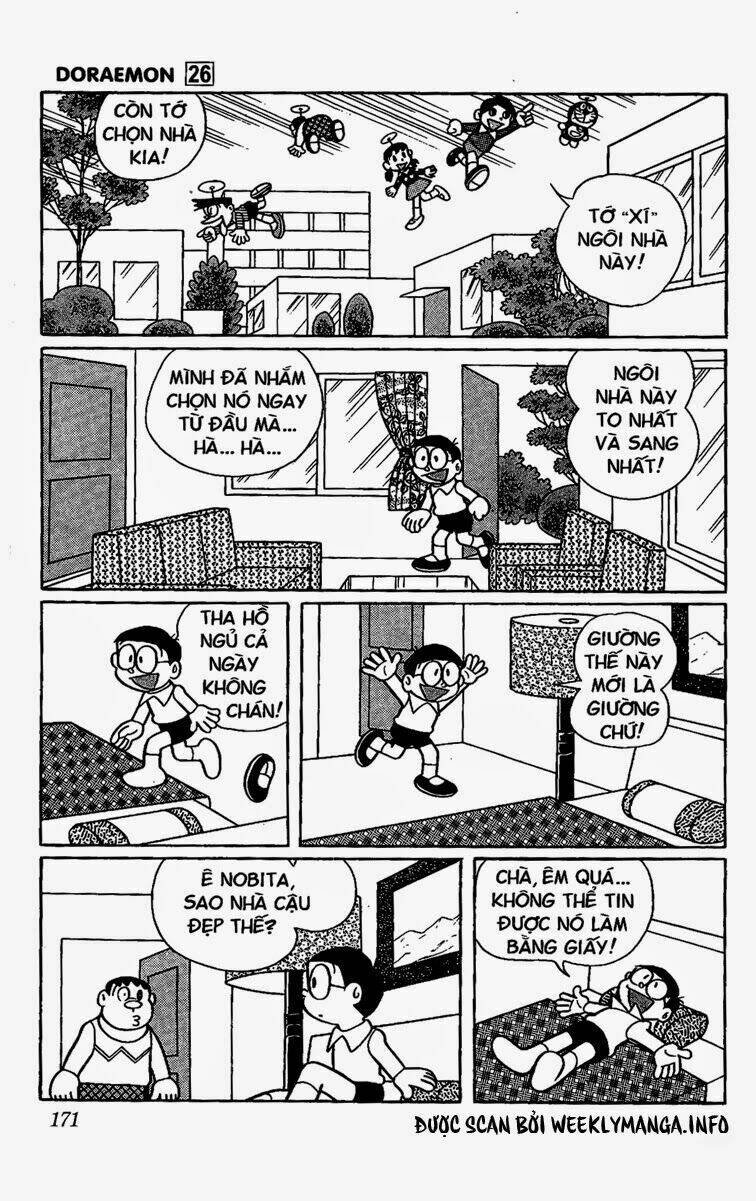 DORAEMON 26
TỚ "XÍ"
NGÔI NHÀ
NÀY!
CÒN TỚ
CHỌN NHÀ
KIA!
NGÔI
NHÀ NÀY
TO NHẤT
VÀ SANG
NHẤT!
MÌNH ĐÃ NHẮM
CHỌN NÓ NGAY
TỪ ĐẦU MÀ...
HÀ... HÀ...
GIƯỜNG
THẾ NÀY
MỚI LÀ
GIƯỜNG
CHỨ!
THA HỒ
NGỦ CẢ
NGÀY
KHÔNG
CHÁN!
CHÀ, ÊM QUÁ...
KHÔNG THỂ TIN
ĐƯỢC NÓ LÀM
BẰNG GIẤY!
Ê NOBITA,
SAO NHÀ CẬU
ĐẸP THẾ?
171
ĐƯỢC SCAN BỞI WEEKLYMANGA.INFO